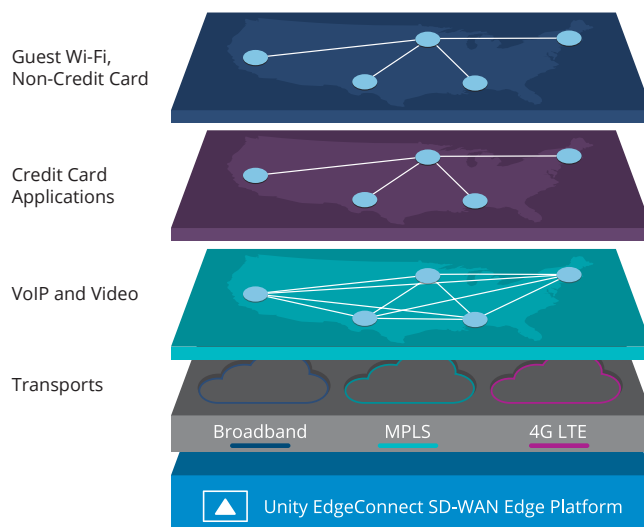 Guest Wi-Fi,
Non-Credit Card
Credit Card
Applications
VoIP and Video
Transports
Broadband
MPLS
4G LTE
Unity EdgeConnect SD-WAN Edge Platform